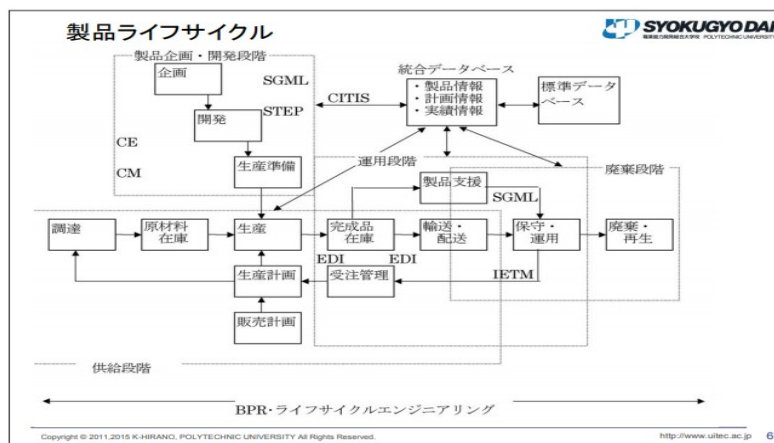 製品ライフサイクル
SYOKUGYO DAI
POLYTECHNIC UNIVERSITY
製品企画・開発段階
企画
SGML
開発
STEP
CE
CM
生産準備
CITIS
統合データベース
・製品情報
・計画情報
・実績情報
標準データ
ベース
運用段階
廃棄段階
製品支援
SGML
調達
原材料
在庫
生産
完成品
在庫
輸送・
配送
保守・
運用
廃棄・
再生
EDI
EDI
IETM
生産計画
受注管理
販売計画
供給段階
BPR・ライフサイクルエンジニアリング
Copyright © 2011,2015 K-HIRANO, POLYTECHNIC UNIVERSITY All Rights Reserved.
http://www.uitec.ac.jp
6